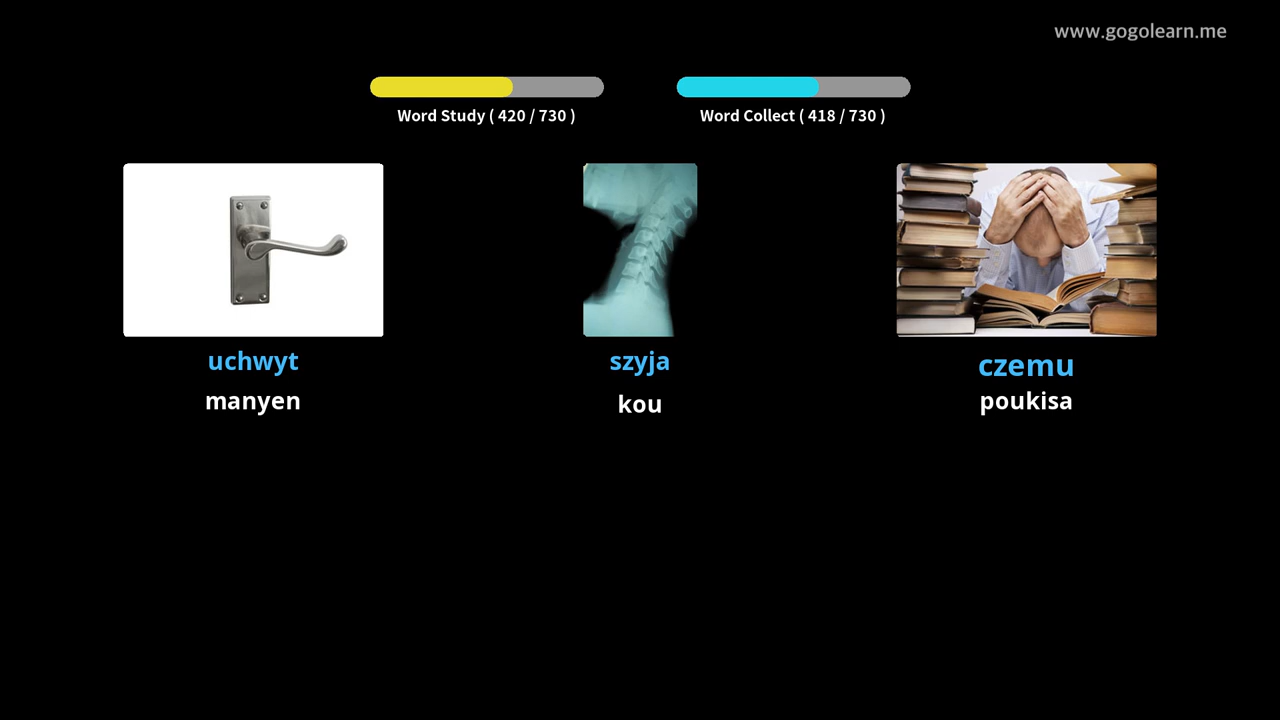 www.gogolearn.me
Word Study ( 420 / 730 )
Word Collect ( 418 / 730 )
uchwyt
manyen
szyja
kou
czemu
poukisa